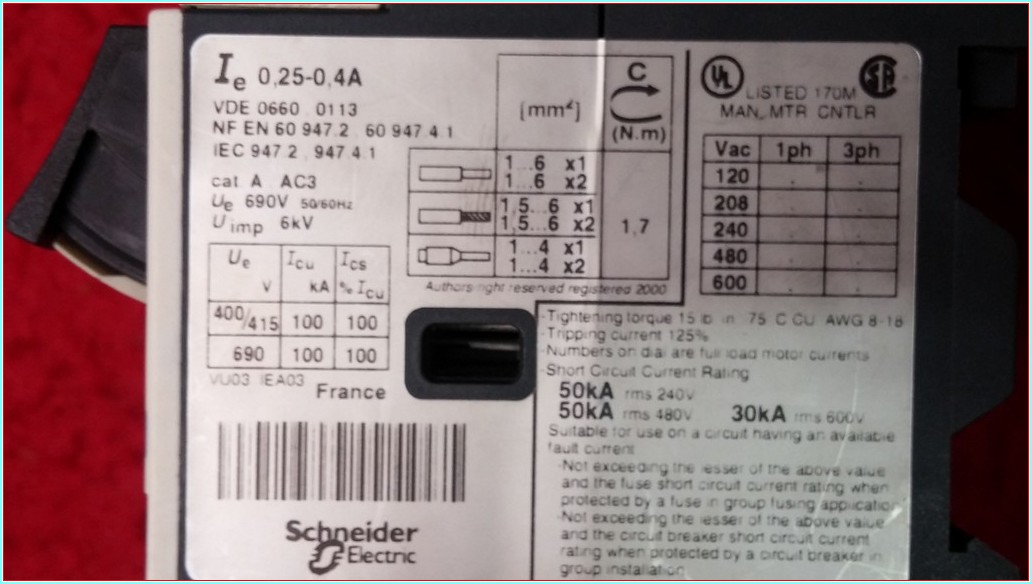 Ie 0,25-0,4A
VDE 0660 . 0113
NF EN 60 947.2 . 60 947.4.1
IEC 947.2 . 947.4.1
cat. A . AC3
Ue 690V 50/60Hz
U imp 6kV
Ue V Icu kA Ics % Icu
400/415 100 100
690 100 100
VU03 IEA03
France
Schneider
Electric
[mm²] C (N.m)
1...6 x1
1...6 x2
1,5...6 x1
1,5...6 x2
1...4 x1
1...4 x2
1,7
Authors right reserved registered 2000
UL LISTED 170M
MAN. MTR CNTLR
Vac 1ph 3ph
120 . .
208 . .
240 . .
480 . .
600 . .
-Tightening torque 15 lb in . 75 C CU AWG 8-18
-Tripping current 125%
-Numbers on dial are full load motor currents
-Short Circuit Current Rating
50kA rms 240V
50kA rms 480V 30kA rms 600V
Suitable for use on a circuit having an available
fault current
-Not exceeding the lesser of the above value
and the fuse short circuit current rating when
protected by a fuse in group fusing application
-Not exceeding the lesser of the above value
and the circuit breaker short circuit current
rating when protected by a circuit breaker in
group installation